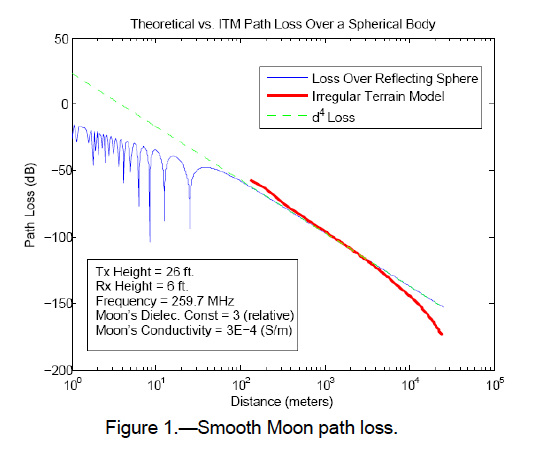 Theoretical vs. ITM Path Loss Over a Spherical Body
50
0
−50
−100
−150
−200
Path Loss (dB)
Loss Over Reflecting Sphere
Irregular Terrain Model
d⁴ Loss
Tx Height = 26 ft.
Rx Height = 6 ft.
Frequency = 259.7 MHz
Moon's Dielec. Const = 3 (relative)
Moon's Conductivity = 3E−4 (S/m)
10⁰ 10¹ 10² 10³ 10⁴ 10⁵
Distance (meters)
Figure 1.—Smooth Moon path loss.